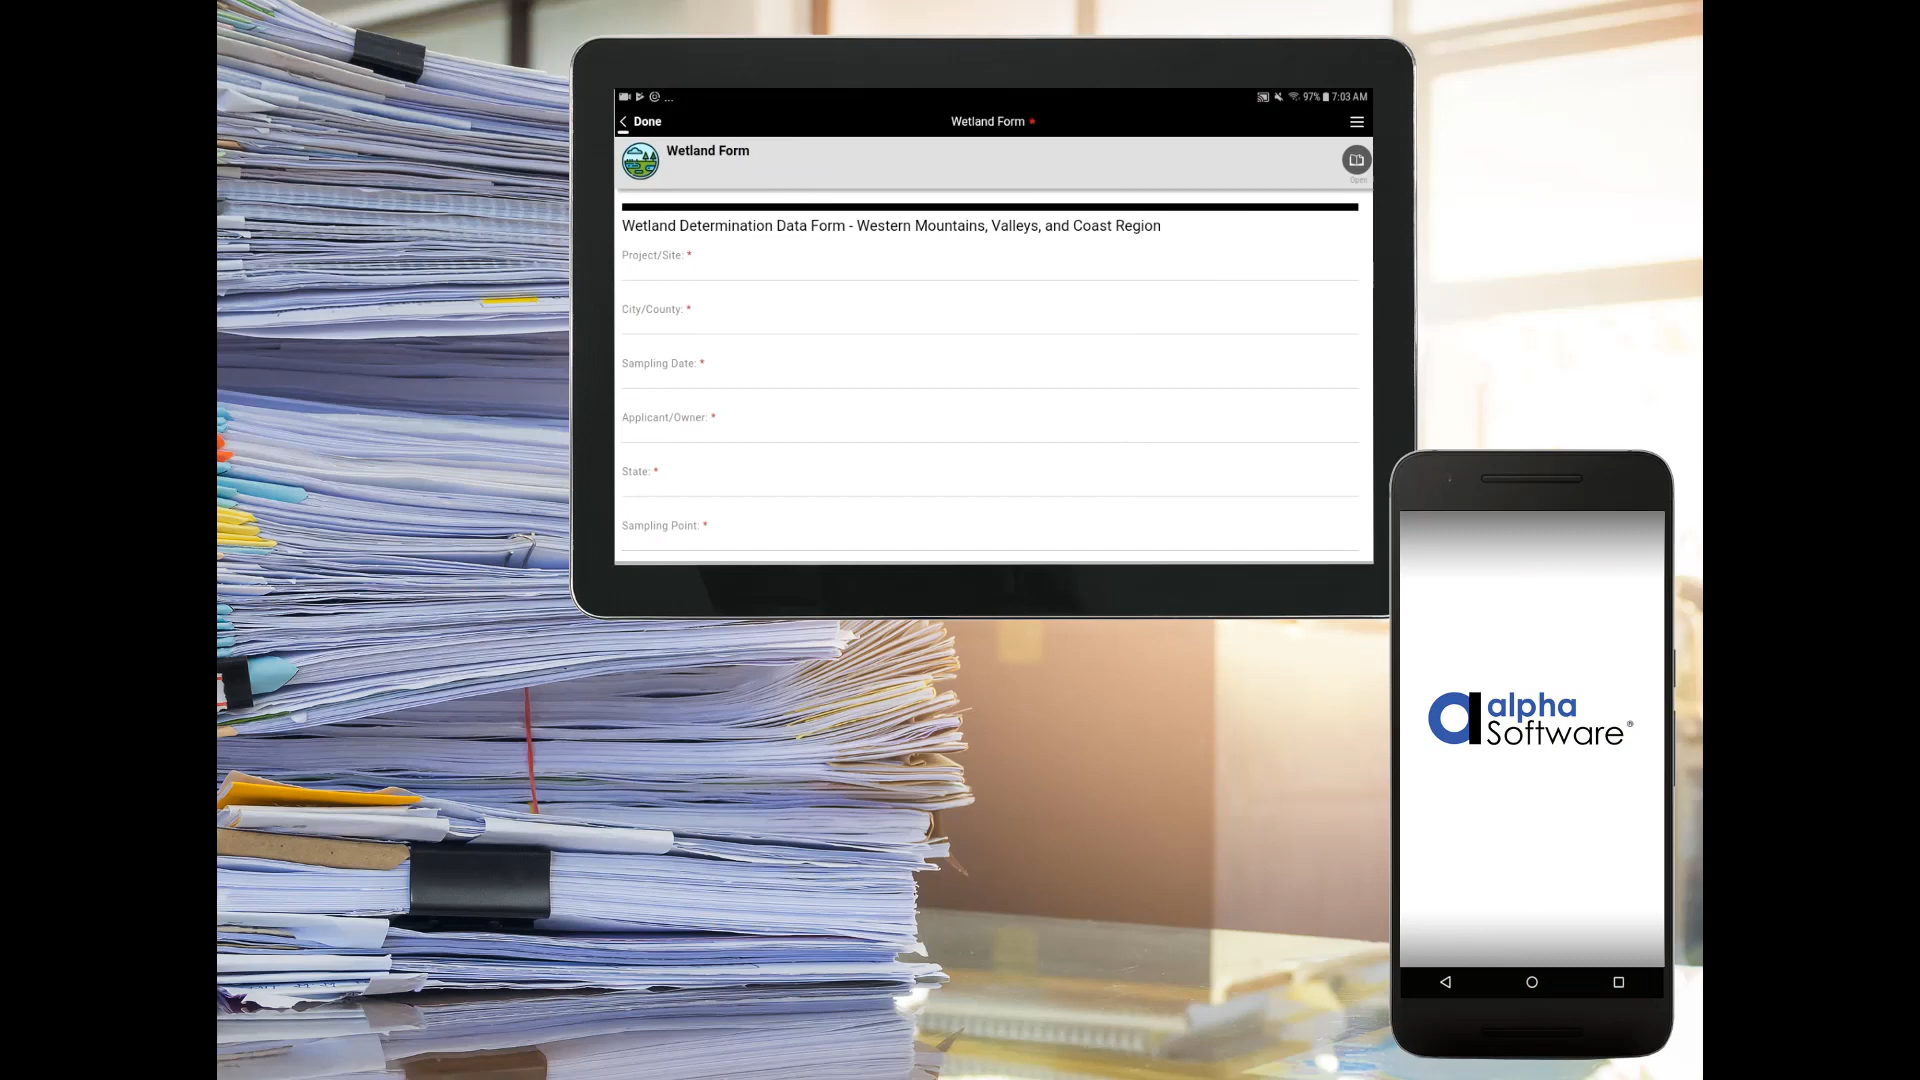 ... 97% 7:03 AM
Done Wetland Form *
Wetland Form
Open
Wetland Determination Data Form - Western Mountains, Valleys, and Coast Region
Project/Site: *
City/County: *
Sampling Date: *
Applicant/Owner: *
State: *
Sampling Point: *
alpha
Software®